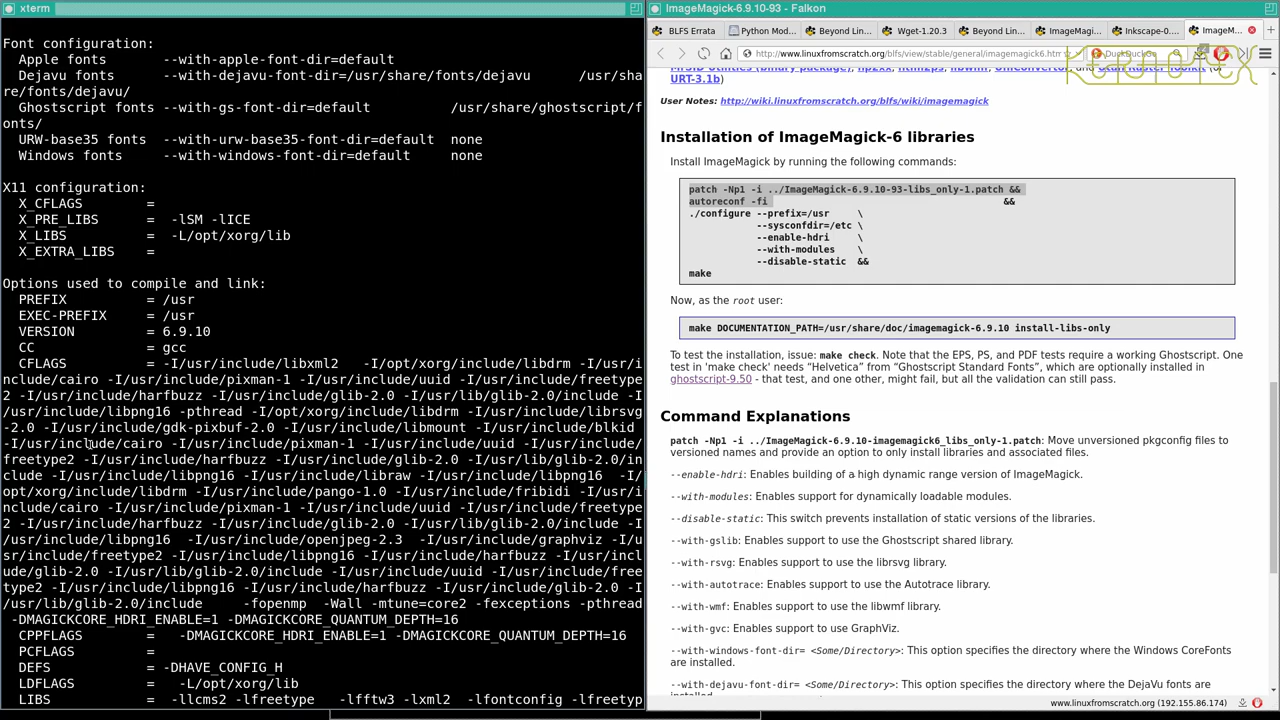 xterm
Font configuration:
Apple fonts --with-apple-font-dir=default
Dejavu fonts --with-dejavu-font-dir=/usr/share/fonts/dejavu /usr/sha
re/fonts/dejavu/
Ghostscript fonts --with-gs-font-dir=default /usr/share/ghostscript/f
onts/
URW-base35 fonts --with-urw-base35-font-dir=default none
Windows fonts --with-windows-font-dir=default none
X11 configuration:
X_CFLAGS =
X_PRE_LIBS = -lSM -lICE
X_LIBS = -L/opt/xorg/lib
X_EXTRA_LIBS =
Options used to compile and link:
PREFIX = /usr
EXEC-PREFIX = /usr
VERSION = 6.9.10
CC = gcc
CFLAGS = -I/usr/include/libxml2 -I/opt/xorg/include/libdrm -I/usr/i
nclude/cairo -I/usr/include/pixman-1 -I/usr/include/uuid -I/usr/include/freetype
2 -I/usr/include/harfbuzz -I/usr/include/glib-2.0 -I/usr/lib/glib-2.0/include -I
/usr/include/libpng16 -pthread -I/opt/xorg/include/libdrm -I/usr/include/librsvg
-2.0 -I/usr/include/gdk-pixbuf-2.0 -I/usr/include/libmount -I/usr/include/blkid
-I/usr/include/cairo -I/usr/include/pixman-1 -I/usr/include/uuid -I/usr/include/
freetype2 -I/usr/include/harfbuzz -I/usr/include/glib-2.0 -I/usr/lib/glib-2.0/in
clude -I/usr/include/libpng16 -I/usr/include/libraw -I/usr/include/libpng16 -I/
opt/xorg/include/libdrm -I/usr/include/pango-1.0 -I/usr/include/fribidi -I/usr/i
nclude/cairo -I/usr/include/pixman-1 -I/usr/include/uuid -I/usr/include/freetype
2 -I/usr/include/harfbuzz -I/usr/include/glib-2.0 -I/usr/lib/glib-2.0/include -I
/usr/include/libpng16 -I/usr/include/openjpeg-2.3 -I/usr/include/graphviz -I/u
sr/include/freetype2 -I/usr/include/libpng16 -I/usr/include/harfbuzz -I/usr/incl
ude/glib-2.0 -I/usr/lib/glib-2.0/include -I/usr/include/uuid -I/usr/include/free
type2 -I/usr/include/libpng16 -I/usr/include/harfbuzz -I/usr/include/glib-2.0 -I
/usr/lib/glib-2.0/include -fopenmp -Wall -mtune=core2 -fexceptions -pthread
-DMAGICKCORE_HDRI_ENABLE=1 -DMAGICKCORE_QUANTUM_DEPTH=16
CPPFLAGS = -DMAGICKCORE_HDRI_ENABLE=1 -DMAGICKCORE_QUANTUM_DEPTH=16
PCFLAGS =
DEFS = -DHAVE_CONFIG_H
LDFLAGS = -L/opt/xorg/lib
LIBS = -llcms2 -lfreetype -lfftw3 -lxml2 -lfontconfig -lfreetyp
ImageMagick-6.9.10-93 - Falkon
BLFS Errata Python Mod... Beyond Lin... Wget-1.20.3 Beyond Lin... ImageMagi... Inkscape-0... ImageM...
http://www.linuxfromscratch.org/blfs/view/stable/general/imagemagick6.htm DuckDuckGo
KERNOTEX
URT-3.1b)
User Notes: http://wiki.linuxfromscratch.org/blfs/wiki/imagemagick
Installation of ImageMagick-6 libraries
Install ImageMagick by running the following commands:
patch -Np1 -i ../ImageMagick-6.9.10-93-libs_only-1.patch &&
autoreconf -fi &&
./configure --prefix=/usr \
--sysconfdir=/etc \
--enable-hdri \
--with-modules \
--disable-static &&
make
Now, as the root user:
make DOCUMENTATION_PATH=/usr/share/doc/imagemagick-6.9.10 install-libs-only
To test the installation, issue: make check. Note that the EPS, PS, and PDF tests require a working Ghostscript. One
test in 'make check' needs “Helvetica” from “Ghostscript Standard Fonts”, which are optionally installed in
ghostscript-9.50 - that test, and one other, might fail, but all the validation can still pass.
Command Explanations
patch -Np1 -i ../ImageMagick-6.9.10-imagemagick6_libs_only-1.patch: Move unversioned pkgconfig files to
versioned names and provide an option to only install libraries and associated files.
--enable-hdri: Enables building of a high dynamic range version of ImageMagick.
--with-modules: Enables support for dynamically loadable modules.
--disable-static: This switch prevents installation of static versions of the libraries.
--with-gslib: Enables support to use the Ghostscript shared library.
--with-rsvg: Enables support to use the librsvg library.
--with-autotrace: Enables support to use the Autotrace library.
--with-wmf: Enables support to use the libwmf library.
--with-gvc: Enables support to use GraphViz.
--with-windows-font-dir= <Some/Directory>: This option specifies the directory where the Windows CoreFonts
are installed.
--with-dejavu-font-dir= <Some/Directory>: This option specifies the directory where the DejaVu fonts are
www.linuxfromscratch.org (192.155.86.174)